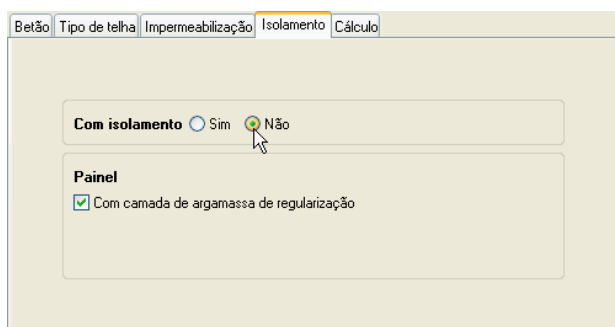 Betão Tipo de telha Impermeabilização Isolamento Cálculo
Com isolamento Sim Não
Painel
Com camada de argamassa de regularização